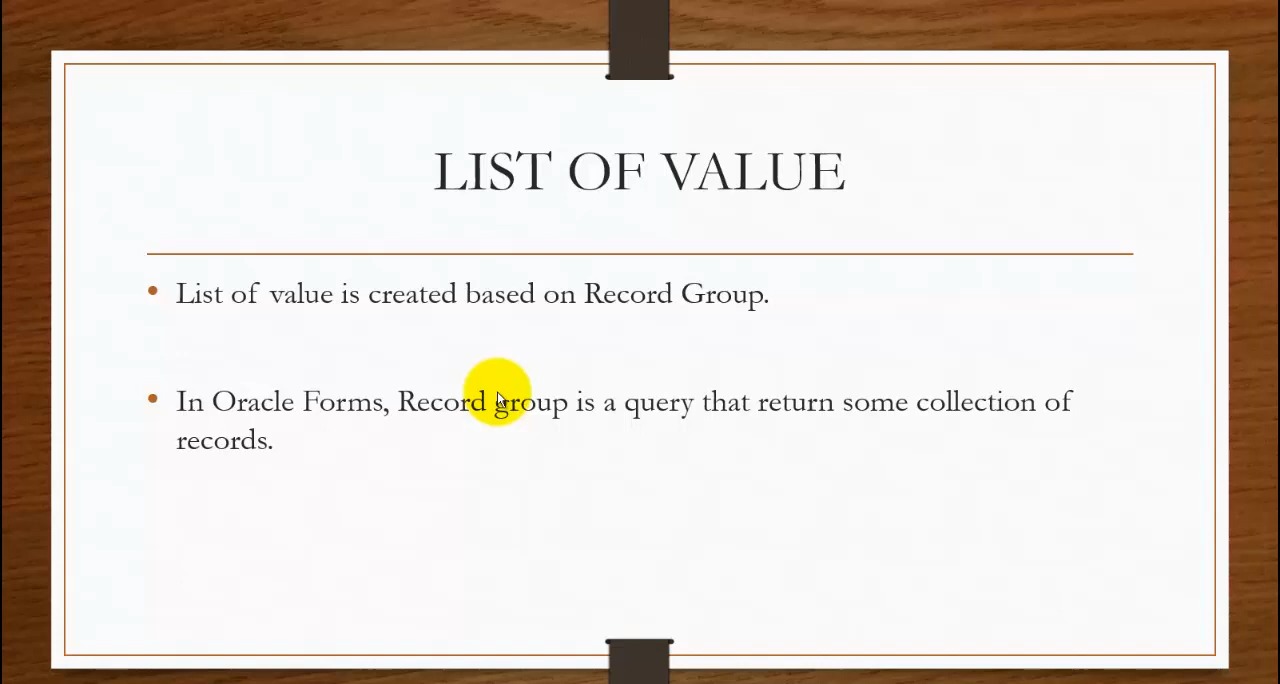 LIST OF VALUE
• List of value is created based on Record Group.
• In Oracle Forms, Record group is a query that return some collection of
records.